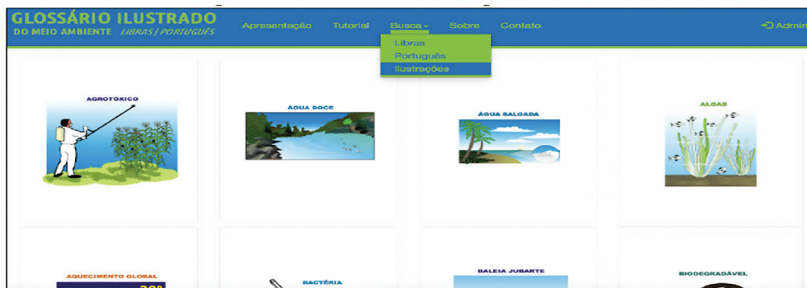 GLOSSÁRIO ILUSTRADO
DO MEIO AMBIENTE LIBRAS / PORTUGUÊS
Apresentação Tutorial Busca Sobre Contato Admin
Libras
Português
Ilustrações
AGROTÓXICO
ÁGUA DOCE
ÁGUA SALGADA
ALGAS
AQUECIMENTO GLOBAL
BACTÉRIA
BALEIA JUBARTE
BIODEGRADÁVEL